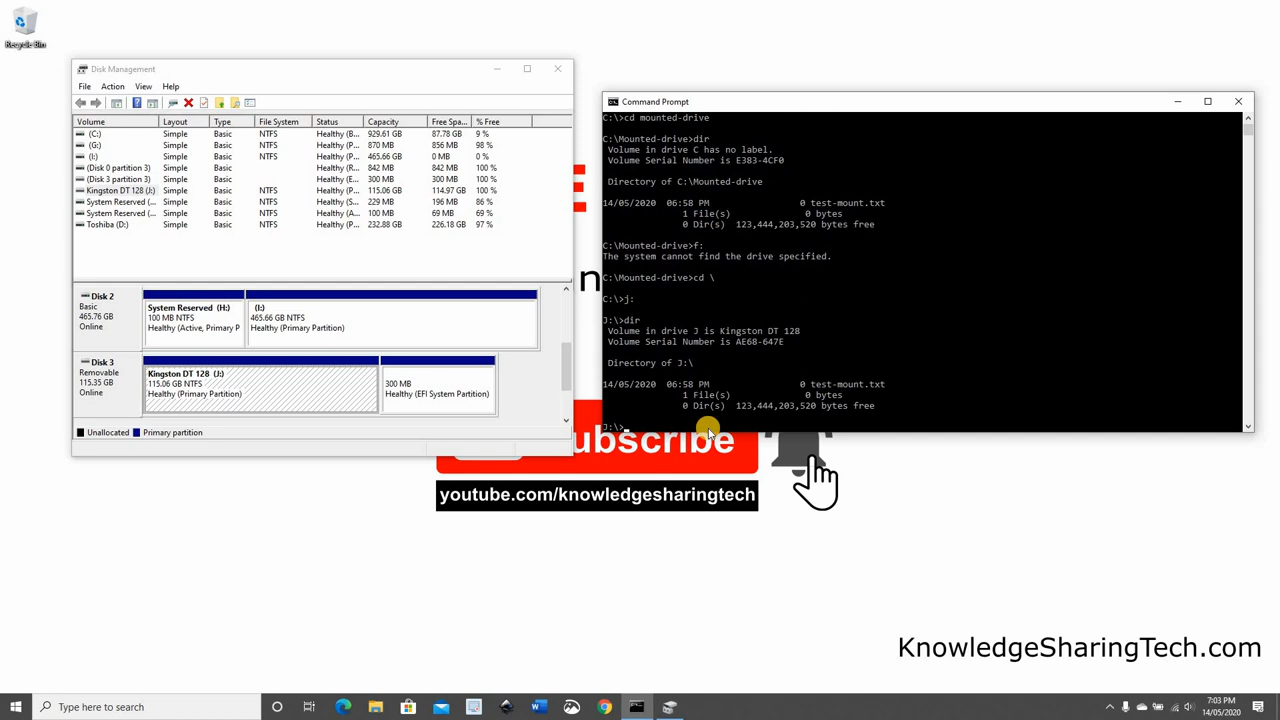 Recycle Bin
Disk Management
File Action View Help
Volume Layout Type File System Status Capacity Free Spa... % Free
(C:) Simple Basic NTFS Healthy (B... 929.61 GB 87.78 GB 9 %
(G:) Simple Basic NTFS Healthy (P... 870 MB 856 MB 98 %
(I:) Simple Basic NTFS Healthy (P... 465.66 GB 0 MB 0 %
(Disk 0 partition 3) Simple Basic Healthy (R... 842 MB 842 MB 100 %
(Disk 3 partition 3) Simple Basic Healthy (E... 300 MB 300 MB 100 %
Kingston DT 128 (J:) Simple Basic NTFS Healthy (P... 115.06 GB 114.97 GB 100 %
System Reserved (... Simple Basic NTFS Healthy (S... 229 MB 196 MB 86 %
System Reserved (... Simple Basic NTFS Healthy (A... 100 MB 69 MB 69 %
Toshiba (D:) Simple Basic NTFS Healthy (P... 232.88 GB 226.18 GB 97 %
Disk 2
Basic
465.76 GB
Online
System Reserved (H:)
100 MB NTFS
Healthy (Active, Primary P
(I:)
465.66 GB NTFS
Healthy (Primary Partition)
Disk 3
Removable
115.35 GB
Online
Kingston DT 128 (J:)
115.06 GB NTFS
Healthy (Primary Partition)
300 MB
Healthy (EFI System Partition)
Unallocated Primary partition
Command Prompt
C:\>cd mounted-drive
C:\Mounted-drive>dir
Volume in drive C has no label.
Volume Serial Number is E383-4CF0
Directory of C:\Mounted-drive
14/05/2020 06:58 PM 0 test-mount.txt
1 File(s) 0 bytes
0 Dir(s) 123,444,203,520 bytes free
C:\Mounted-drive>f:
The system cannot find the drive specified.
C:\Mounted-drive>cd \
C:\>j:
J:\>dir
Volume in drive J is Kingston DT 128
Volume Serial Number is AE68-647E
Directory of J:\
14/05/2020 06:58 PM 0 test-mount.txt
1 File(s) 0 bytes
0 Dir(s) 123,444,203,520 bytes free
J:\>
ubscribe
youtube.com/knowledgesharingtech
KnowledgeSharingTech.com
Type here to search
7:03 PM
14/05/2020